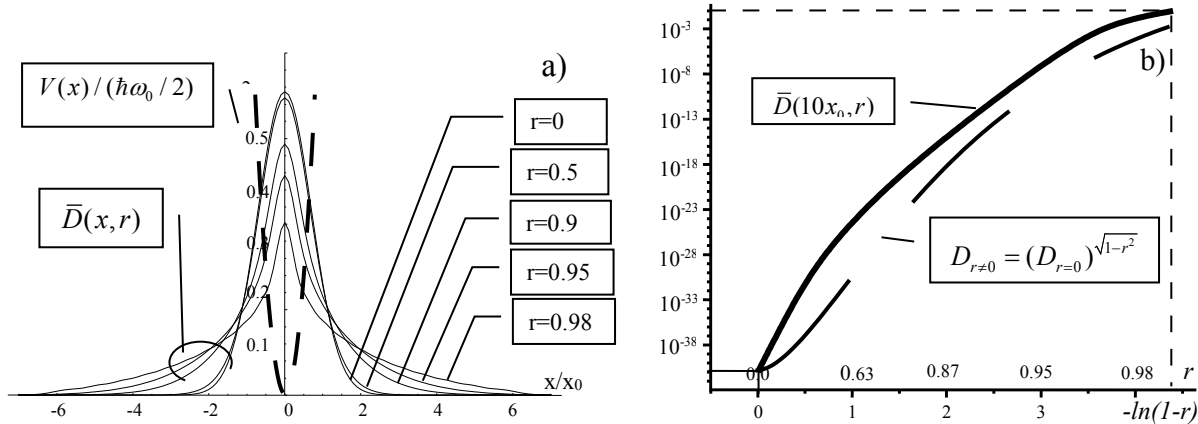 a)
V(x)/(ħω₀/2)
D̅(x,r)
0.5
0.4
0.2
0.1
r=0
r=0.5
r=0.9
r=0.95
r=0.98
x/x₀
-6 -4 -2 0 2 4 6
b)
10⁻³
10⁻⁸
10⁻¹³
10⁻¹⁸
10⁻²³
10⁻²⁸
10⁻³³
10⁻³⁸
D̅(10x₀,r)
D_{r≠0} = (D_{r=0})^{√(1−r²)}
0.0 0.63 0.87 0.95 0.98 r
0 1 2 3 -ln(1-r)